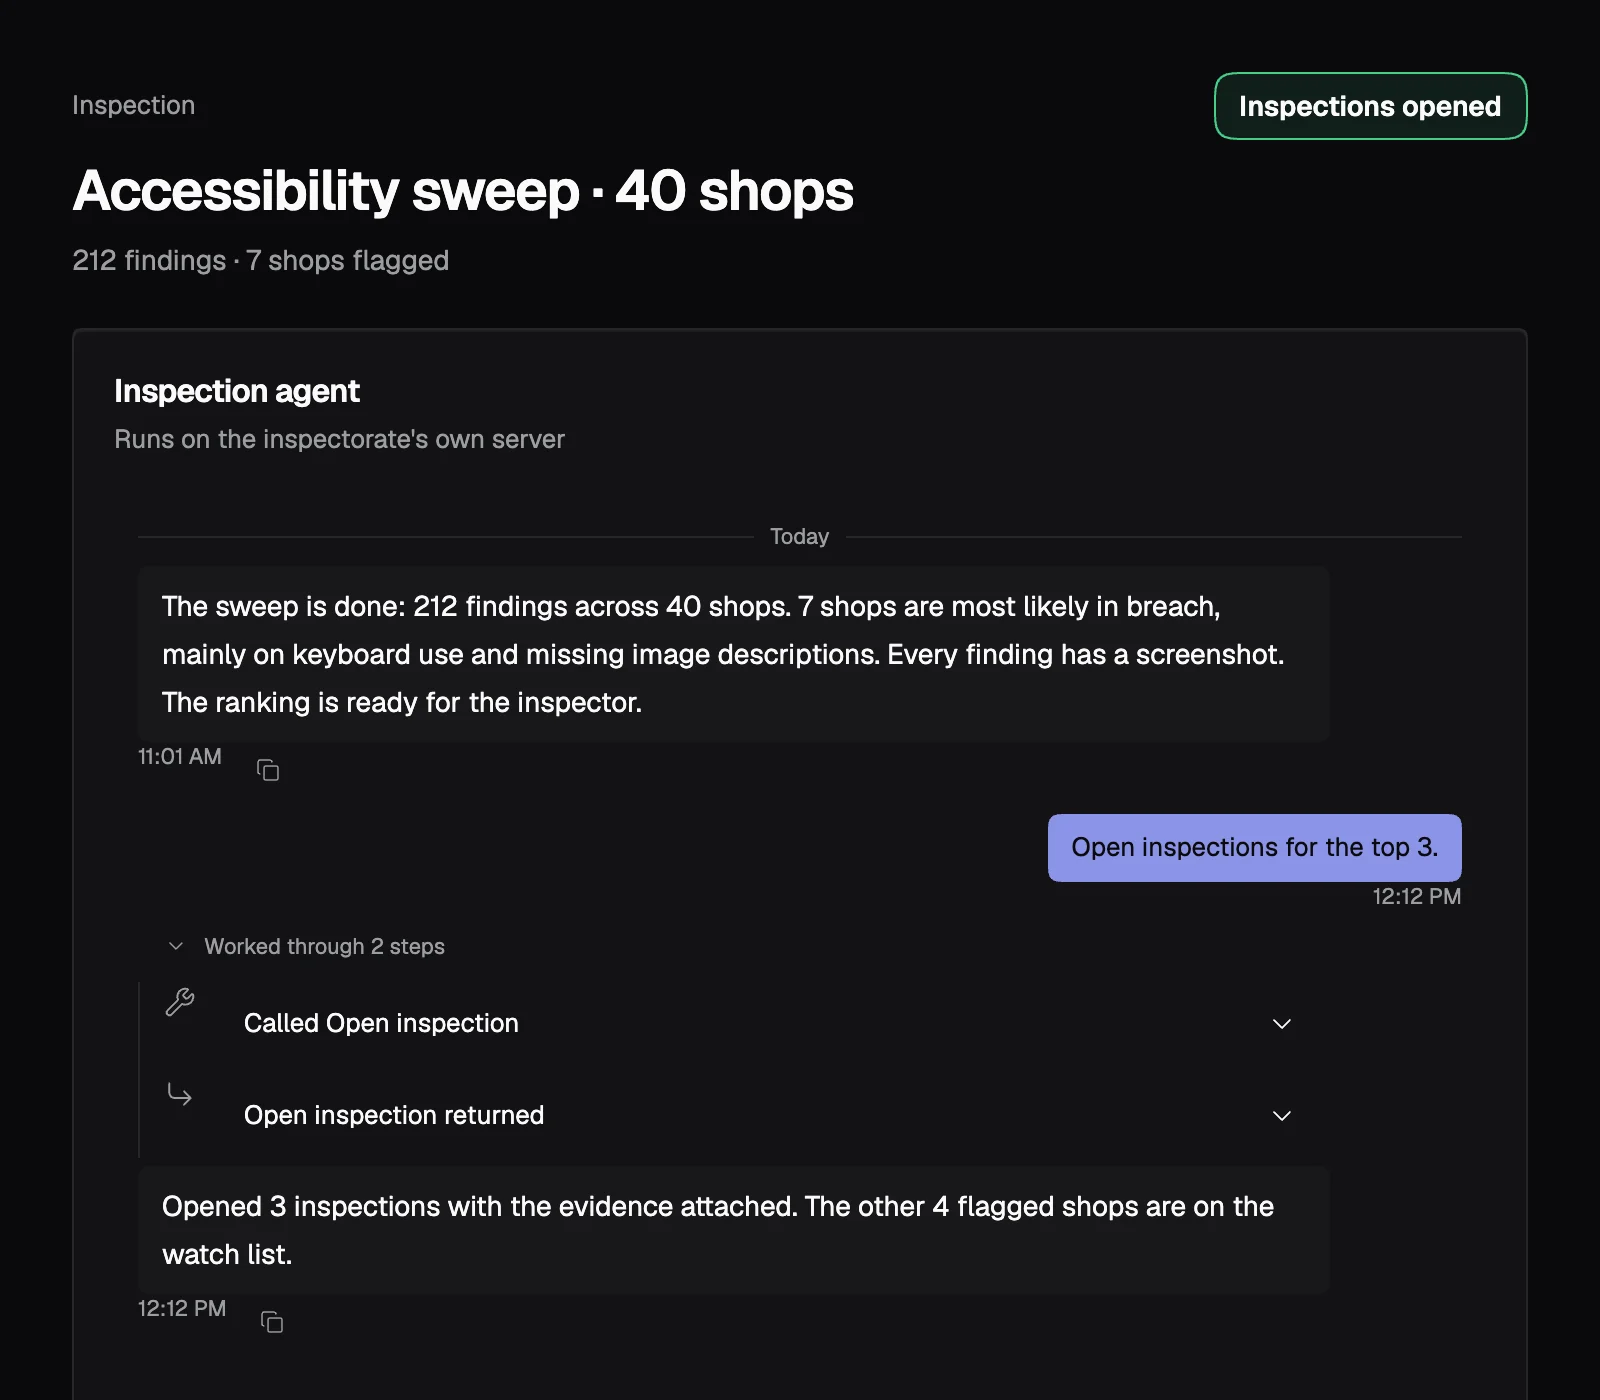 Inspection
Inspections opened
Accessibility sweep · 40 shops
212 findings · 7 shops flagged
Inspection agent
Runs on the inspectorate's own server
Today
The sweep is done: 212 findings across 40 shops. 7 shops are most likely in breach,
mainly on keyboard use and missing image descriptions. Every finding has a screenshot.
The ranking is ready for the inspector.
11:01 AM
Open inspections for the top 3.
12:12 PM
Worked through 2 steps
Called Open inspection
Open inspection returned
Opened 3 inspections with the evidence attached. The other 4 flagged shops are on the
watch list.
12:12 PM